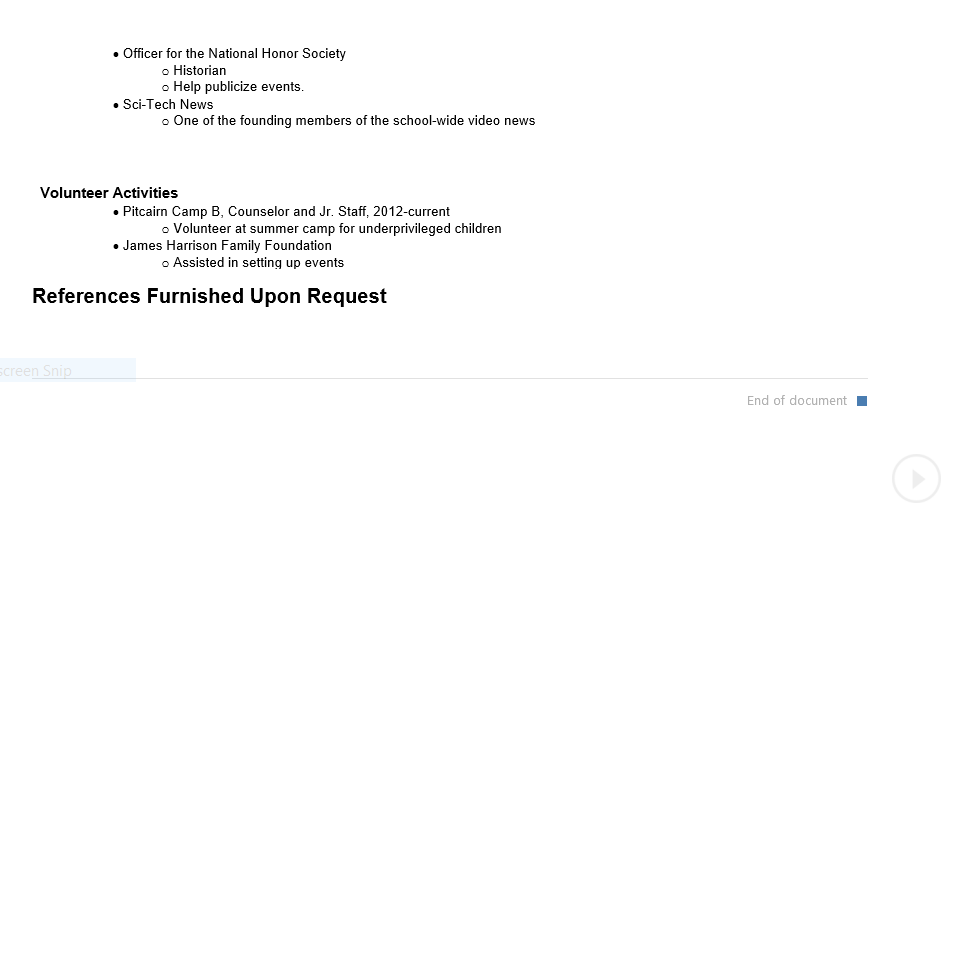 • Officer for the National Honor Society
o Historian
o Help publicize events.
• Sci-Tech News
o One of the founding members of the school-wide video news
Volunteer Activities
• Pitcairn Camp B, Counselor and Jr. Staff, 2012-current
o Volunteer at summer camp for underprivileged children
• James Harrison Family Foundation
o Assisted in setting up events
References Furnished Upon Request
screen Snip
End of document